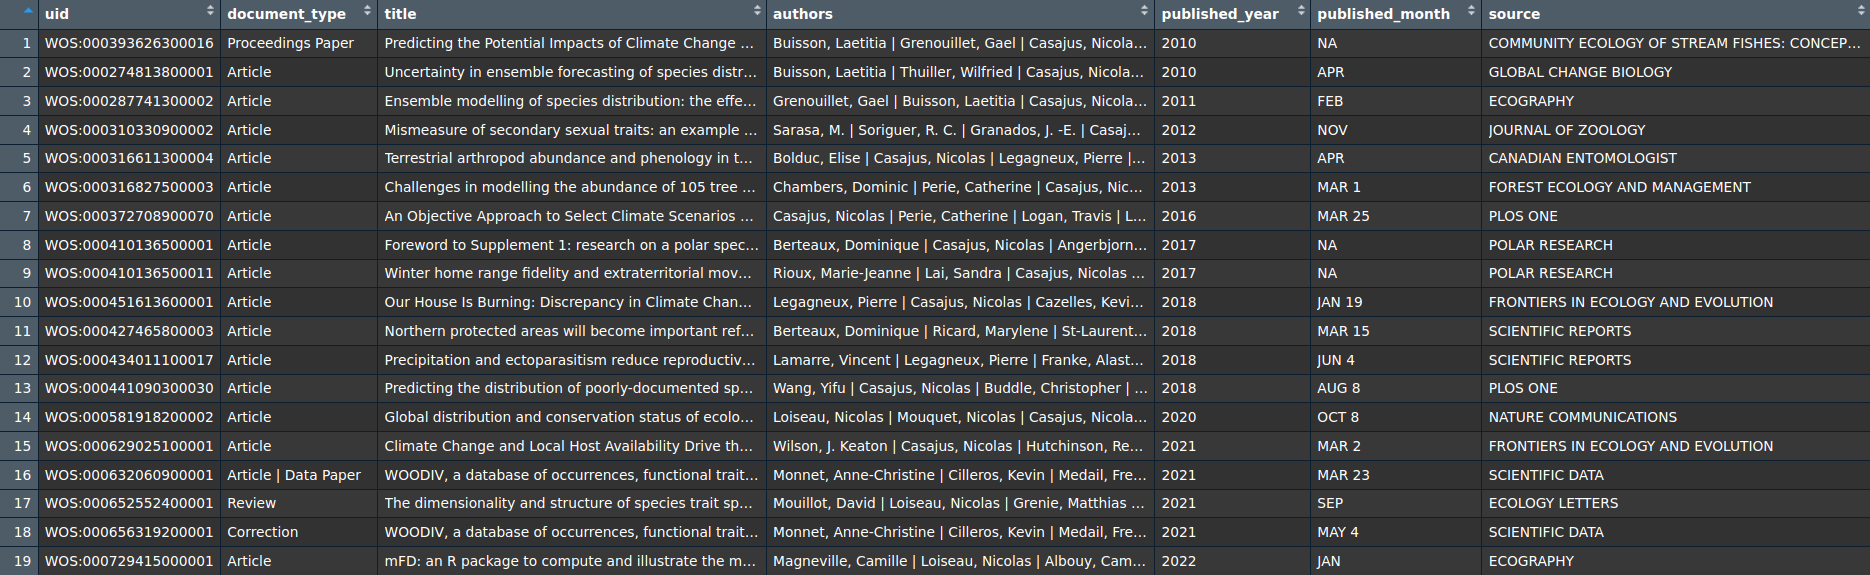 uid document_type title authors published_year published_month source
1 WOS:000393626300016 Proceedings Paper Predicting the Potential Impacts of Climate Change ... Buisson, Laetitia | Grenouillet, Gael | Casajus, Nicola... 2010 NA COMMUNITY ECOLOGY OF STREAM FISHES: CONCEP...
2 WOS:000274813800001 Article Uncertainty in ensemble forecasting of species distr... Buisson, Laetitia | Thuiller, Wilfried | Casajus, Nicola... 2010 APR GLOBAL CHANGE BIOLOGY
3 WOS:000287741300002 Article Ensemble modelling of species distribution: the effe... Grenouillet, Gael | Buisson, Laetitia | Casajus, Nicola... 2011 FEB ECOGRAPHY
4 WOS:000310330900002 Article Mismeasure of secondary sexual traits: an example ... Sarasa, M. | Soriguer, R. C. | Granados, J. -E. | Casaj... 2012 NOV JOURNAL OF ZOOLOGY
5 WOS:000316611300004 Article Terrestrial arthropod abundance and phenology in t... Bolduc, Elise | Casajus, Nicolas | Legagneux, Pierre |... 2013 APR CANADIAN ENTOMOLOGIST
6 WOS:000316827500003 Article Challenges in modelling the abundance of 105 tree ... Chambers, Dominic | Perie, Catherine | Casajus, Nic... 2013 MAR 1 FOREST ECOLOGY AND MANAGEMENT
7 WOS:000372708900070 Article An Objective Approach to Select Climate Scenarios ... Casajus, Nicolas | Perie, Catherine | Logan, Travis | L... 2016 MAR 25 PLOS ONE
8 WOS:000410136500001 Article Foreword to Supplement 1: research on a polar spec... Berteaux, Dominique | Casajus, Nicolas | Angerbjorn... 2017 NA POLAR RESEARCH
9 WOS:000410136500011 Article Winter home range fidelity and extraterritorial mov... Rioux, Marie-Jeanne | Lai, Sandra | Casajus, Nicolas ... 2017 NA POLAR RESEARCH
10 WOS:000451613600001 Article Our House Is Burning: Discrepancy in Climate Chan... Legagneux, Pierre | Casajus, Nicolas | Cazelles, Kevi... 2018 JAN 19 FRONTIERS IN ECOLOGY AND EVOLUTION
11 WOS:000427465800003 Article Northern protected areas will become important ref... Berteaux, Dominique | Ricard, Marylene | St-Laurent... 2018 MAR 15 SCIENTIFIC REPORTS
12 WOS:000434011100017 Article Precipitation and ectoparasitism reduce reproductiv... Lamarre, Vincent | Legagneux, Pierre | Franke, Alast... 2018 JUN 4 SCIENTIFIC REPORTS
13 WOS:000441090300030 Article Predicting the distribution of poorly-documented sp... Wang, Yifu | Casajus, Nicolas | Buddle, Christopher | ... 2018 AUG 8 PLOS ONE
14 WOS:000581918200002 Article Global distribution and conservation status of ecolo... Loiseau, Nicolas | Mouquet, Nicolas | Casajus, Nicola... 2020 OCT 8 NATURE COMMUNICATIONS
15 WOS:000629025100001 Article Climate Change and Local Host Availability Drive th... Wilson, J. Keaton | Casajus, Nicolas | Hutchinson, Re... 2021 MAR 2 FRONTIERS IN ECOLOGY AND EVOLUTION
16 WOS:000632060900001 Article | Data Paper WOODIV, a database of occurrences, functional trait... Monnet, Anne-Christine | Cilleros, Kevin | Medail, Fre... 2021 MAR 23 SCIENTIFIC DATA
17 WOS:000652552400001 Review The dimensionality and structure of species trait sp... Mouillot, David | Loiseau, Nicolas | Grenie, Matthias ... 2021 SEP ECOLOGY LETTERS
18 WOS:000656319200001 Correction WOODIV, a database of occurrences, functional trait... Monnet, Anne-Christine | Cilleros, Kevin | Medail, Fre... 2021 MAY 4 SCIENTIFIC DATA
19 WOS:000729415000001 Article mFD: an R package to compute and illustrate the m... Magneville, Camille | Loiseau, Nicolas | Albouy, Cam... 2022 JAN ECOGRAPHY